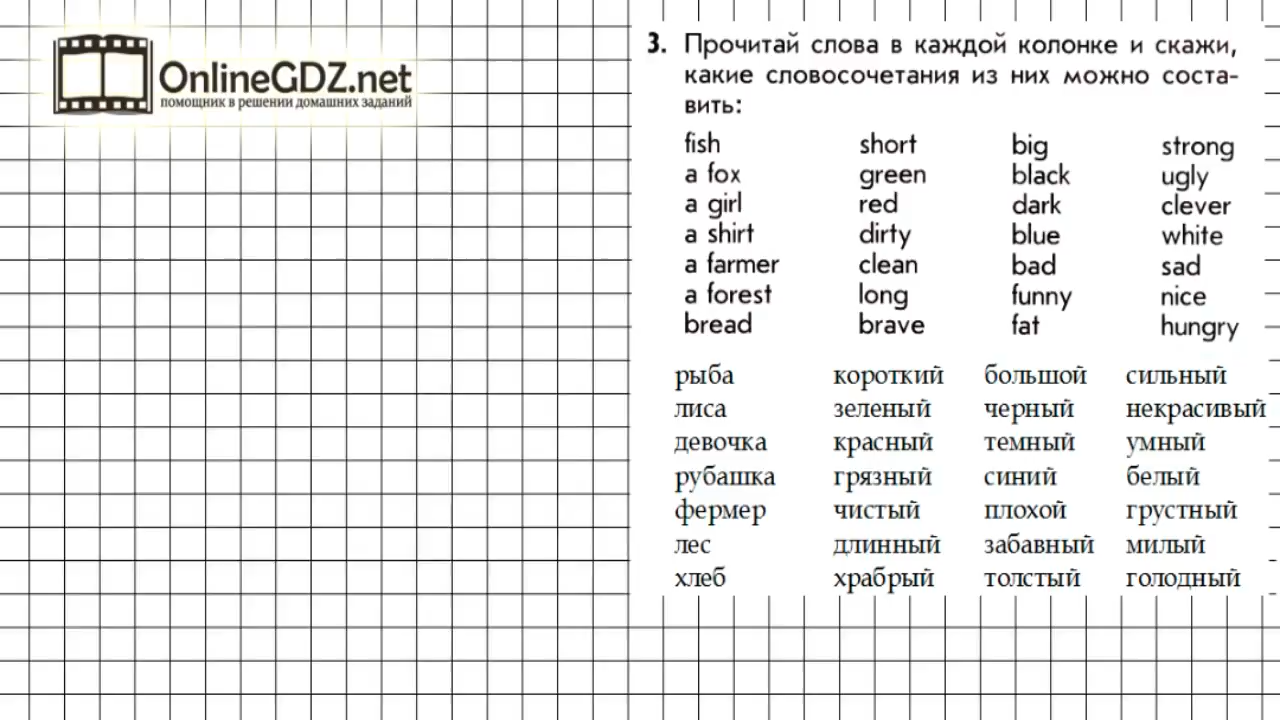 OnlineGDZ.net
помощник в решении домашних заданий
3. Прочитай слова в каждой колонке и скажи,
какие словосочетания из них можно соста-
вить:
fish short big strong
a fox green black ugly
a girl red dark clever
a shirt dirty blue white
a farmer clean bad sad
a forest long funny nice
bread brave fat hungry
рыба короткий большой сильный
лиса зеленый черный некрасивый
девочка красный темный умный
рубашка грязный синий белый
фермер чистый плохой грустный
лес длинный забавный милый
хлеб храбрый толстый голодный